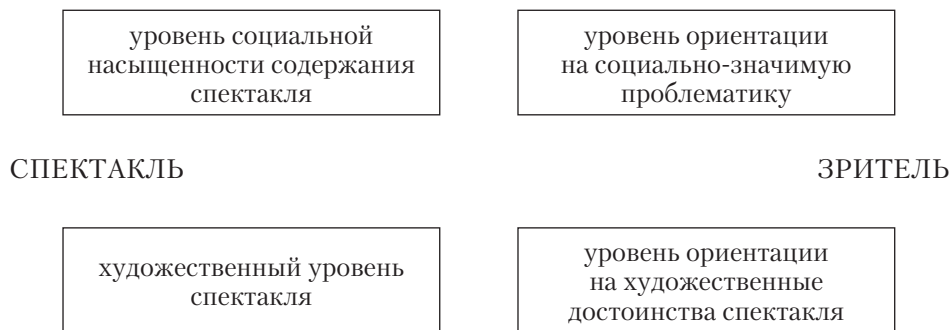 уровень социальной
насыщенности содержания
спектакля
уровень ориентации
на социально-значимую
проблематику
СПЕКТАКЛЬ
ЗРИТЕЛЬ
художественный уровень
спектакля
уровень ориентации
на художественные
достоинства спектакля